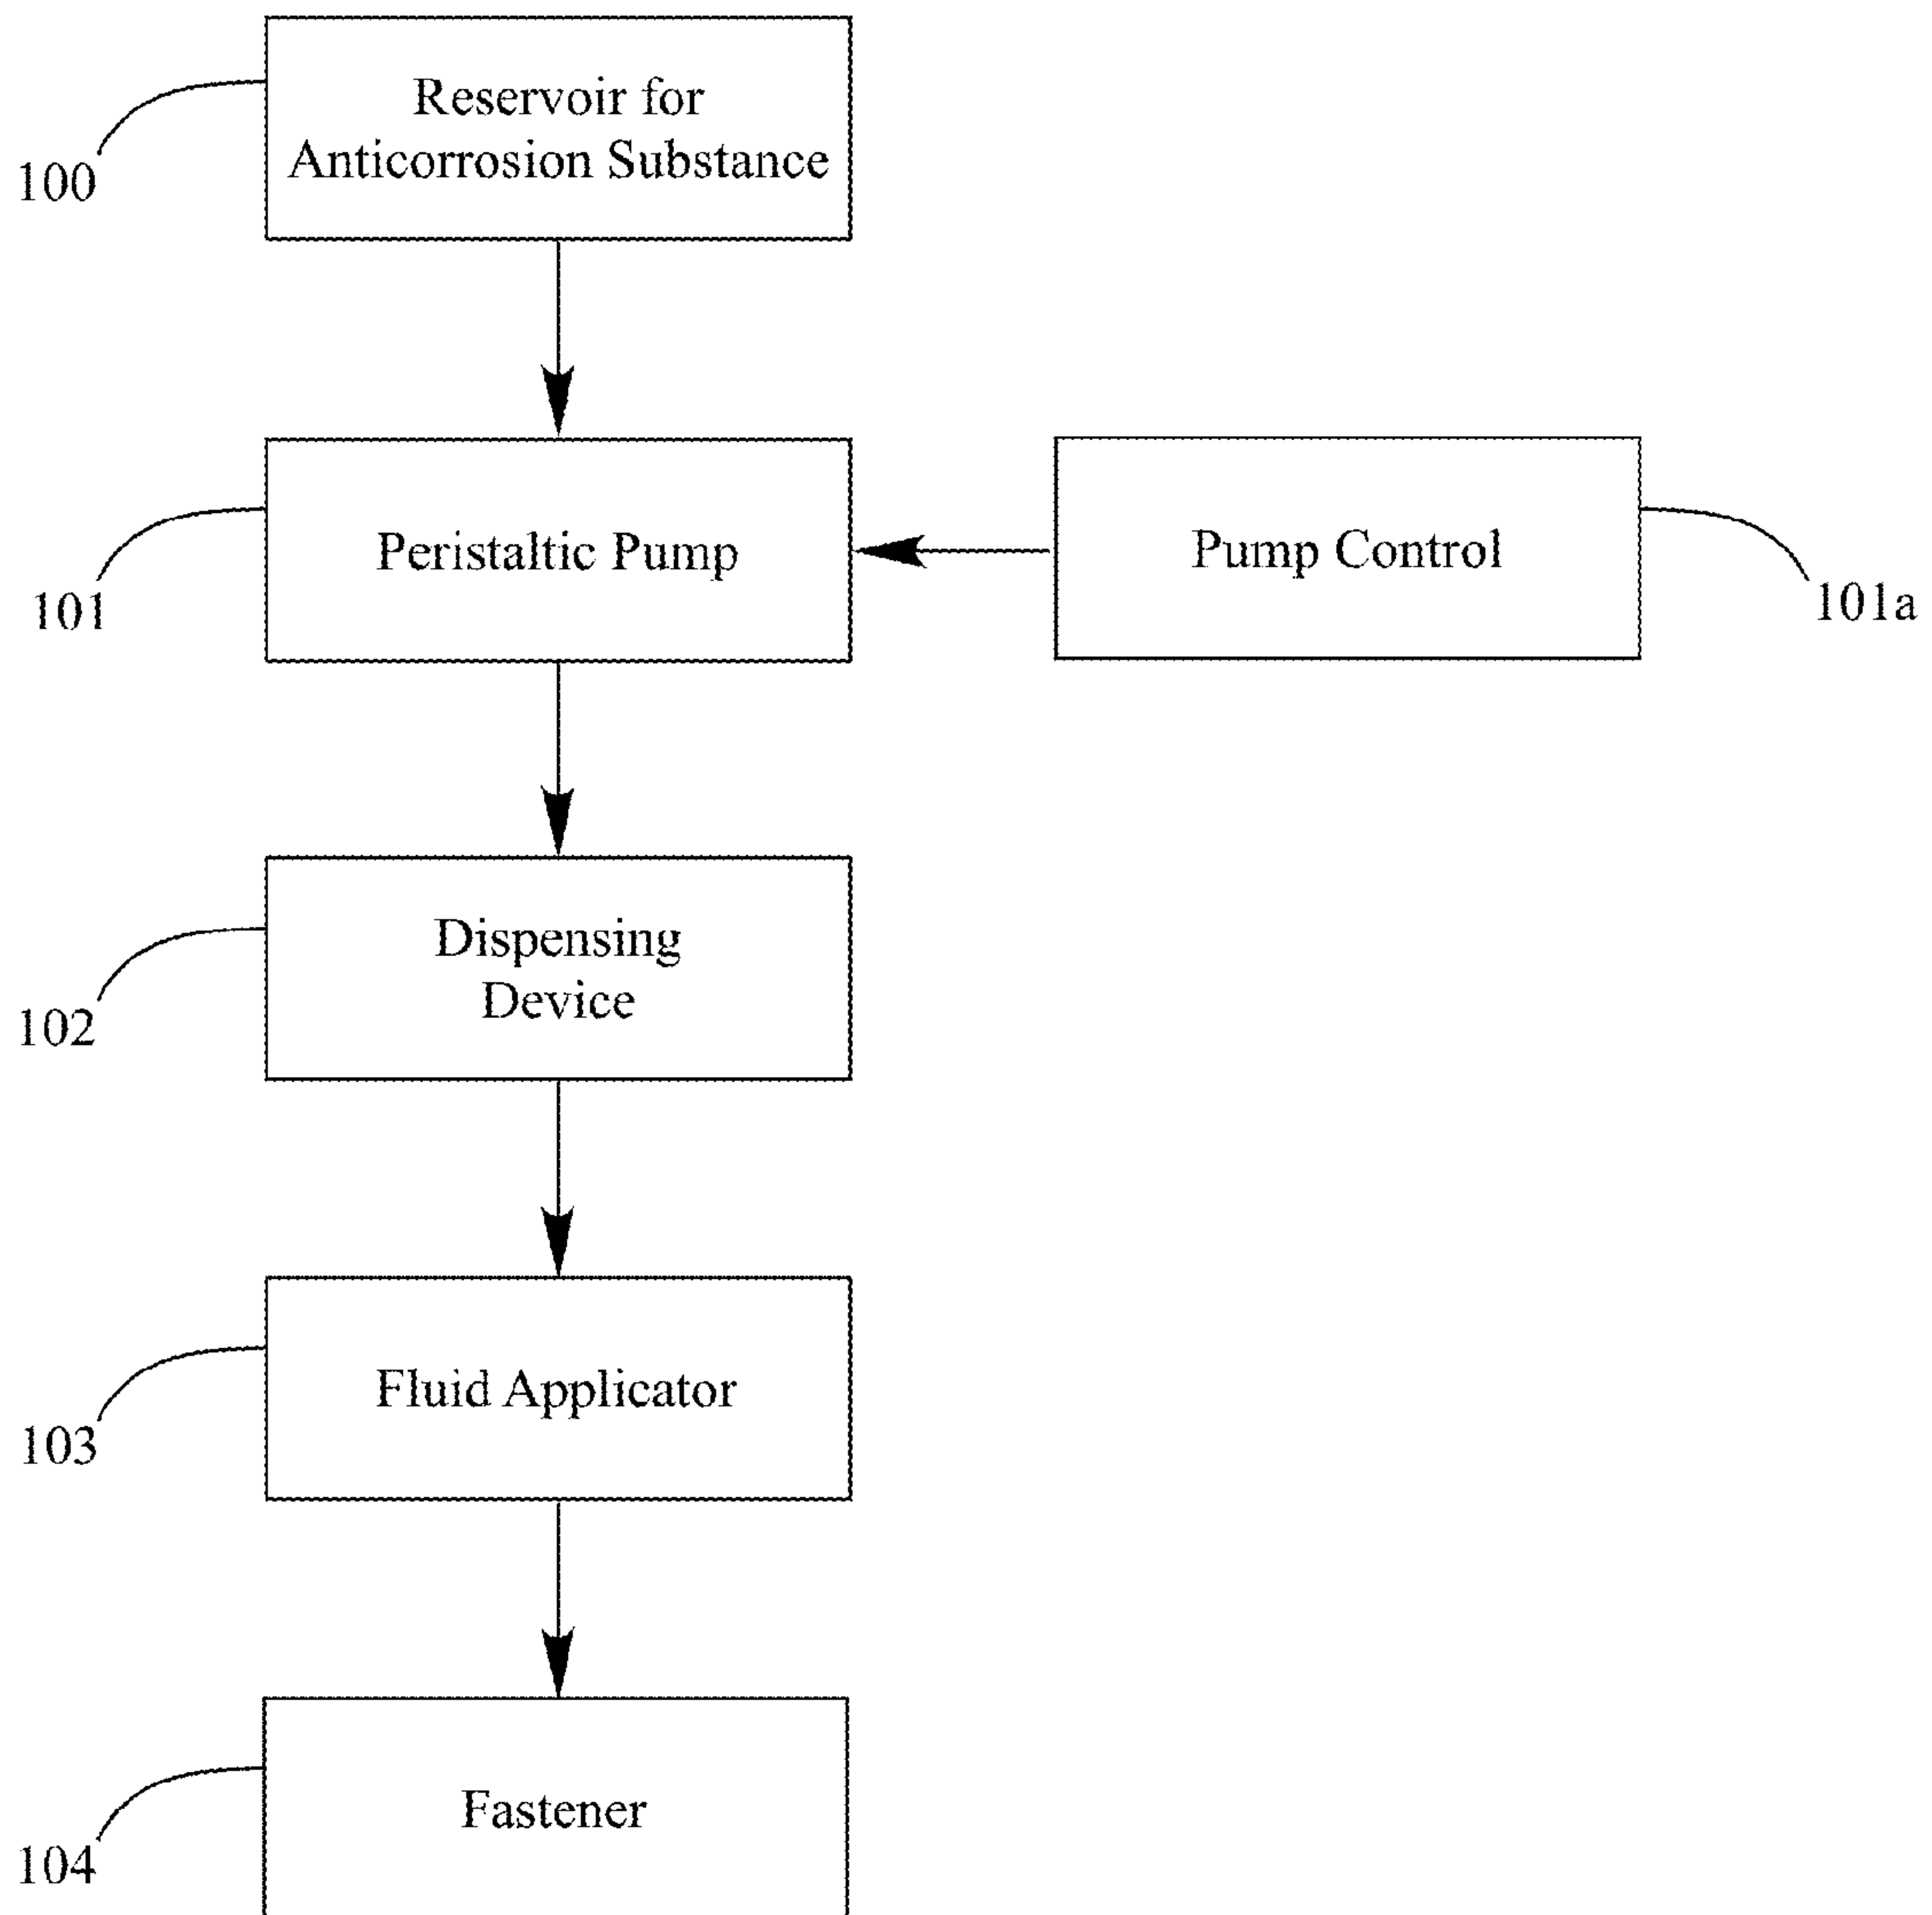 Reservoir for
Anticorrosion Substance
100
Peristaltic Pump
Pump Control
101
101a
Dispensing
Device
102
Fluid Applicator
103
Fastener
104